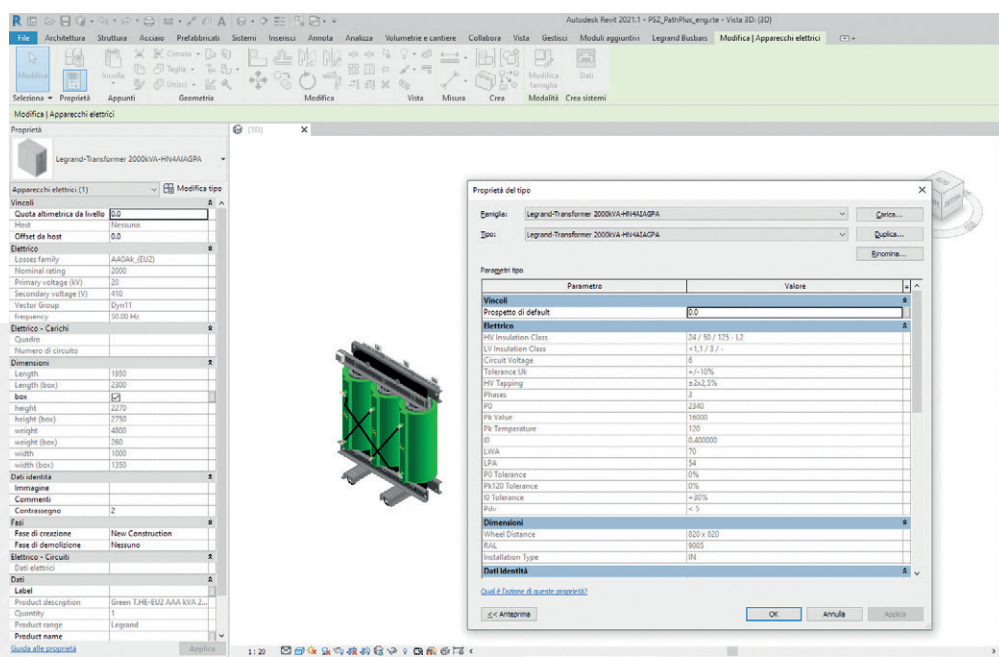 Autodesk Revit 2021.1 - PSZ_PathPlus_eng.rte - Vista 3D: {3D}
File Architettura Struttura Acciaio Prefabbricati Sistemi Inserisci Annota Analizza Volumetrie e cantiere Collabora Vista Gestisci Moduli aggiuntivi Legrand Busbars Modifica | Apparecchi elettrici
Modifica Incolla Cimasa Taglia Unisci Modifica famiglia Dati
Seleziona Proprietà Appunti Geometria Modifica Vista Misura Crea Modalità Crea sistemi
Modifica | Apparecchi elettrici
Proprietà
Legrand-Transformer 2000kVA-HN4AIAGPA
Apparecchi elettrici (1) Modifica tipo
Vincoli
Quota altimetrica da livello 0.0
Host Nessuno
Offset da host 0.0
Elettrico
Losses family AA0Ak_(EU2)
Nominal rating 2000
Primary voltage (kV) 20
Secondary voltage (V) 410
Vector Group Dyn11
frequency 50.00 Hz
Elettrico - Carichi
Quadro
Numero di circuito
Dimensioni
Length 1950
Length (box) 2300
box
height 2270
height (box) 2750
weight 4800
weight (box) 260
width 1000
width (box) 1350
Dati identità
Immagine
Commenti
Contrassegno 2
Fasi
Fase di creazione New Construction
Fase di demolizione Nessuno
Elettrico - Circuiti
Dati elettrici
Dati
Label
Product description Green T.HE-EU2 AAA kVA 2...
Quantity 1
Product range Legrand
Product name
Guida alle proprietà Applica
{3D}
Proprietà del tipo
Famiglia: Legrand-Transformer 2000kVA-HN4AIAGPA Carica...
Tipo: Legrand-Transformer 2000kVA-HN4AIAGPA Duplica...
Rinomina...
Parametri tipo
Parametro Valore =
Vincoli
Prospetto di default 0.0
Elettrico
HV Insulation Class 24 / 50 / 125 - L2
LV Insulation Class <1,1 / 3 / -
Circuit Voltage 6
Tolerance Uk +/-10%
HV Tapping ±2x2,5%
Phases 3
P0 2340
Pk Value 16000
Pk Temperature 120
I0 0.400000
LWA 70
LPA 54
P0 Tolerance 0%
Pk120 Tolerance 0%
I0 Tolerance +30%
Pdv < 5
Dimensioni
Wheel Distance 820 x 820
RAL 9003
Installation Type IN
Dati identità
Qual è l'azione di queste proprietà?
<< Anteprima OK Annulla Applica
1 : 20